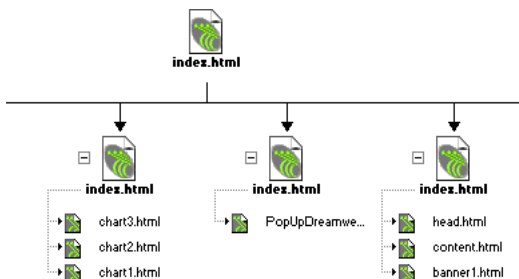 index.html
index.html
index.html
index.html
chart3.html
PopUpDreamwe...
head.html
chart2.html
content.html
chart1.html
banner1.html